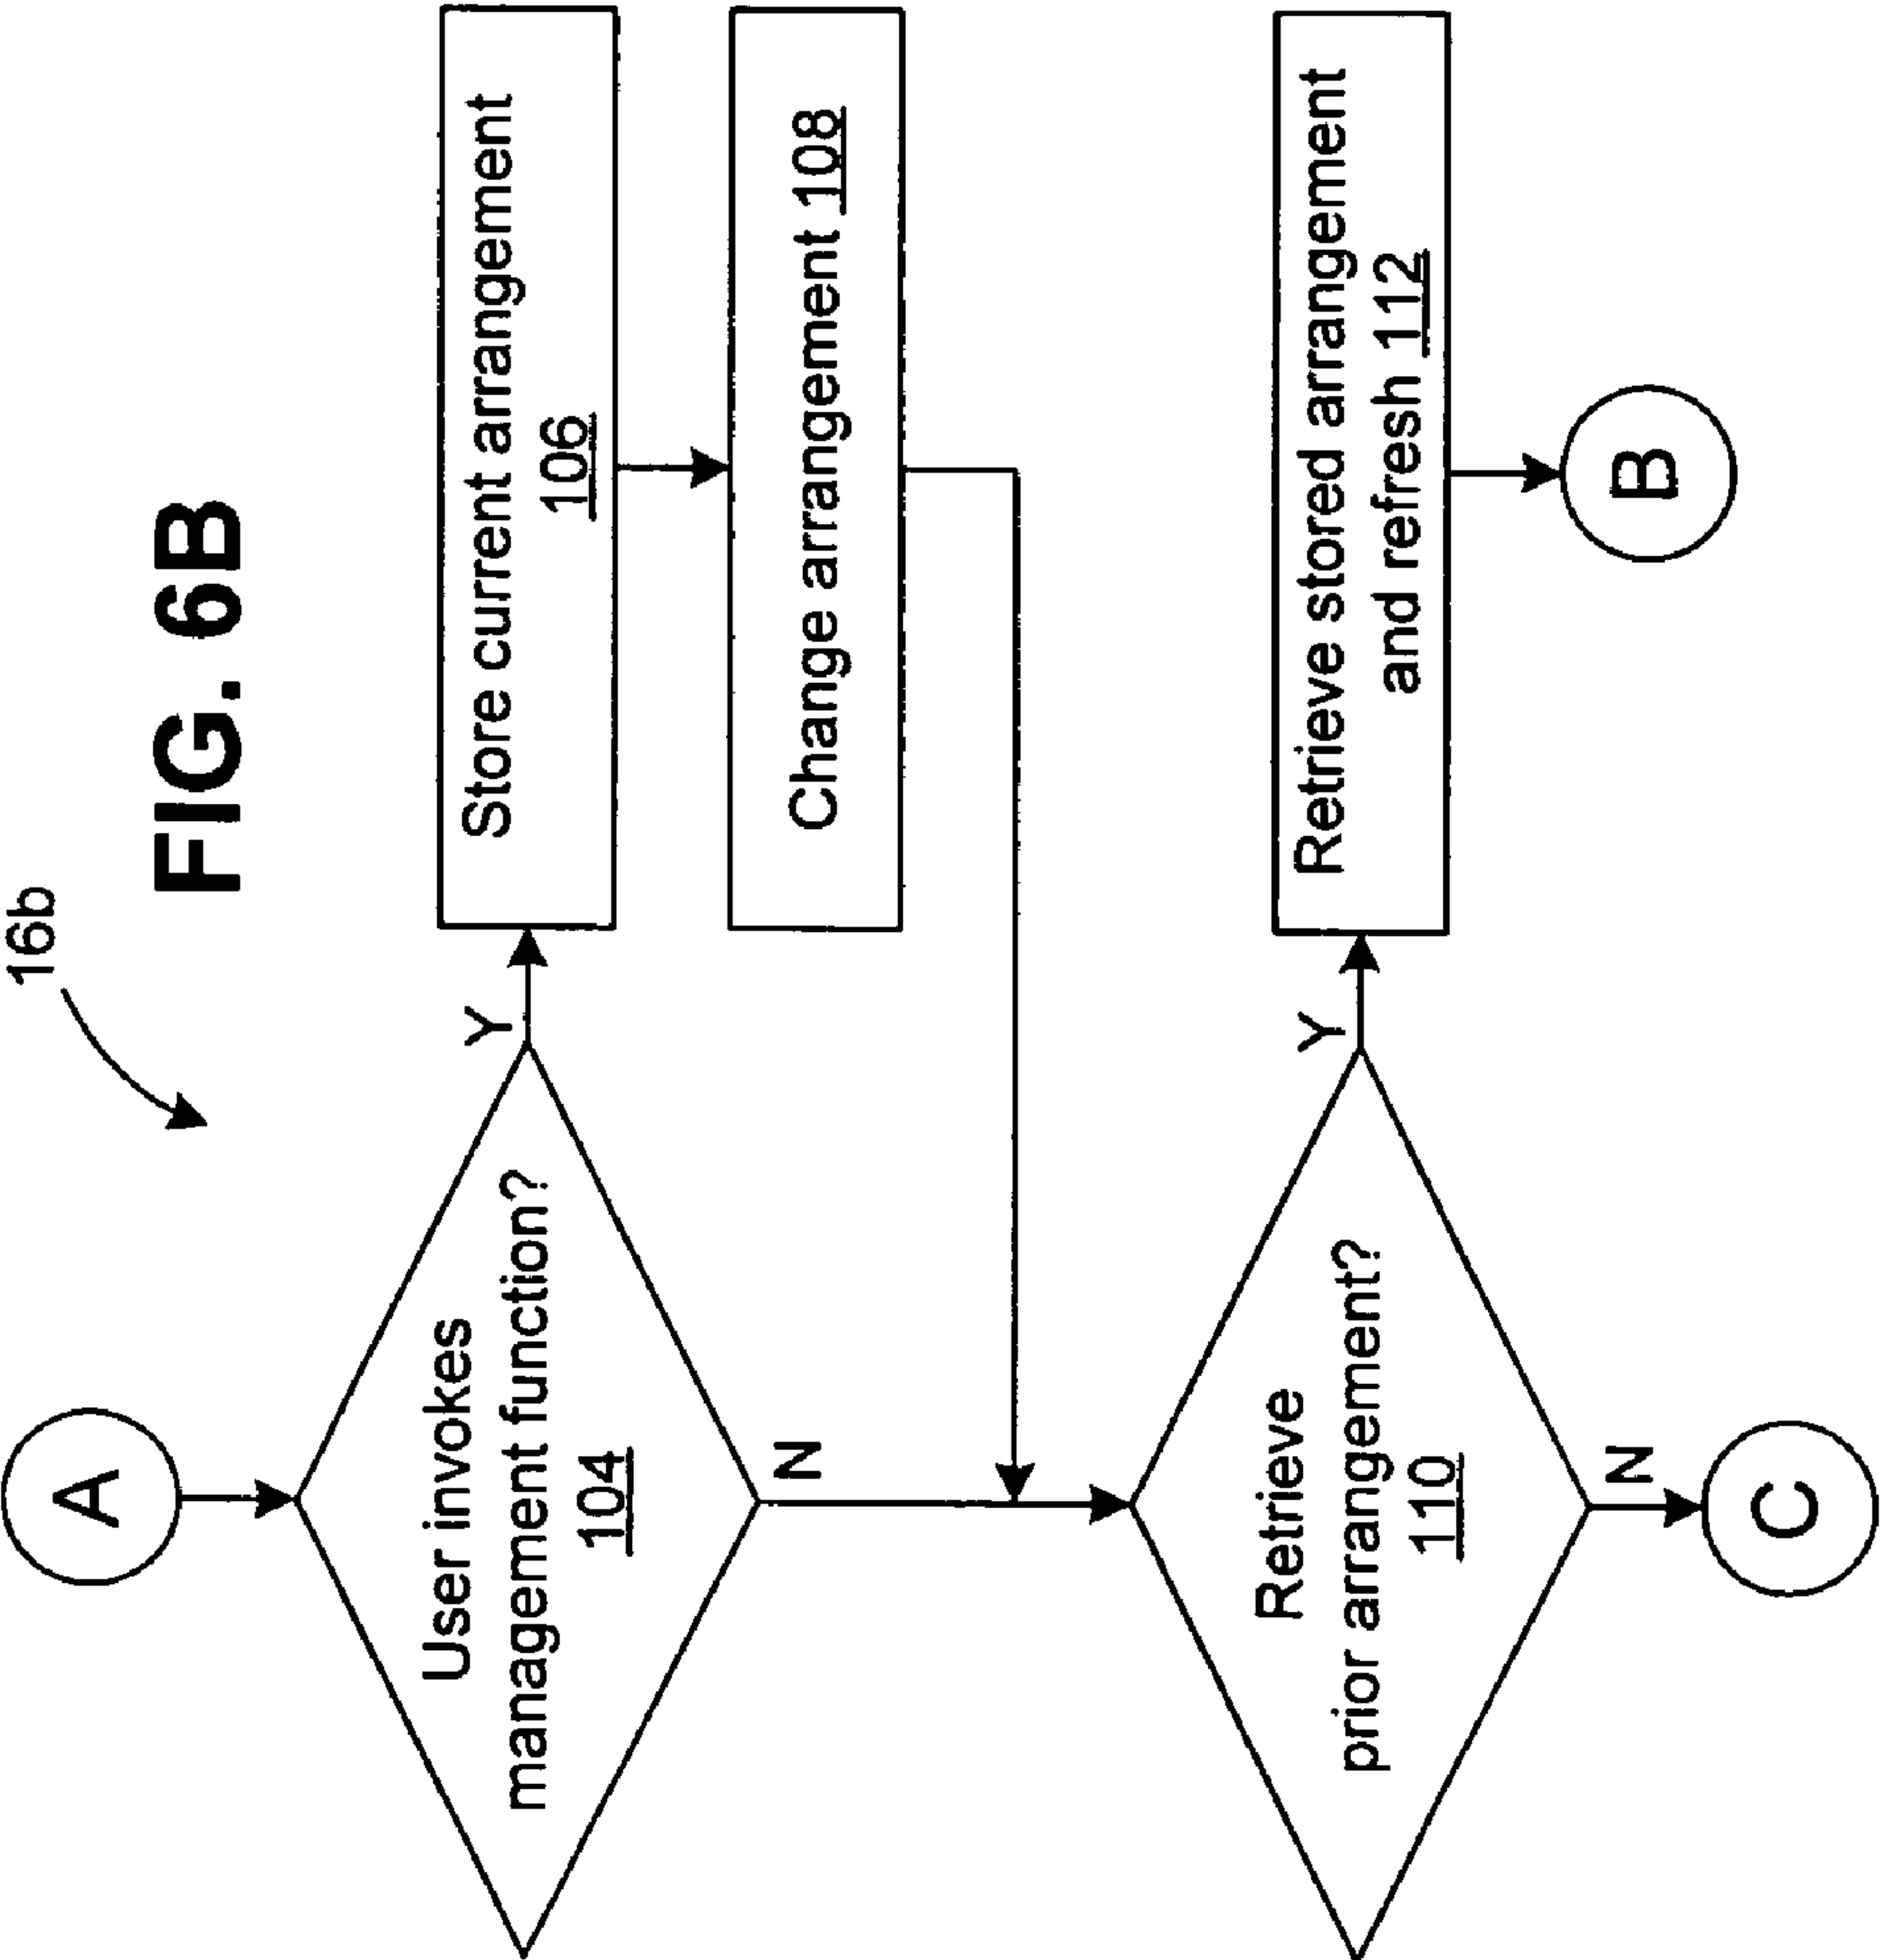 16b
FIG. 6B
A
User invokes
management function?
104
Y
N
Store current arrangement
106
Change arrangement 108
Retrieve
prior arrangement?
110
Y
N
Retrieve stored arrangement
and refresh 112
B
C